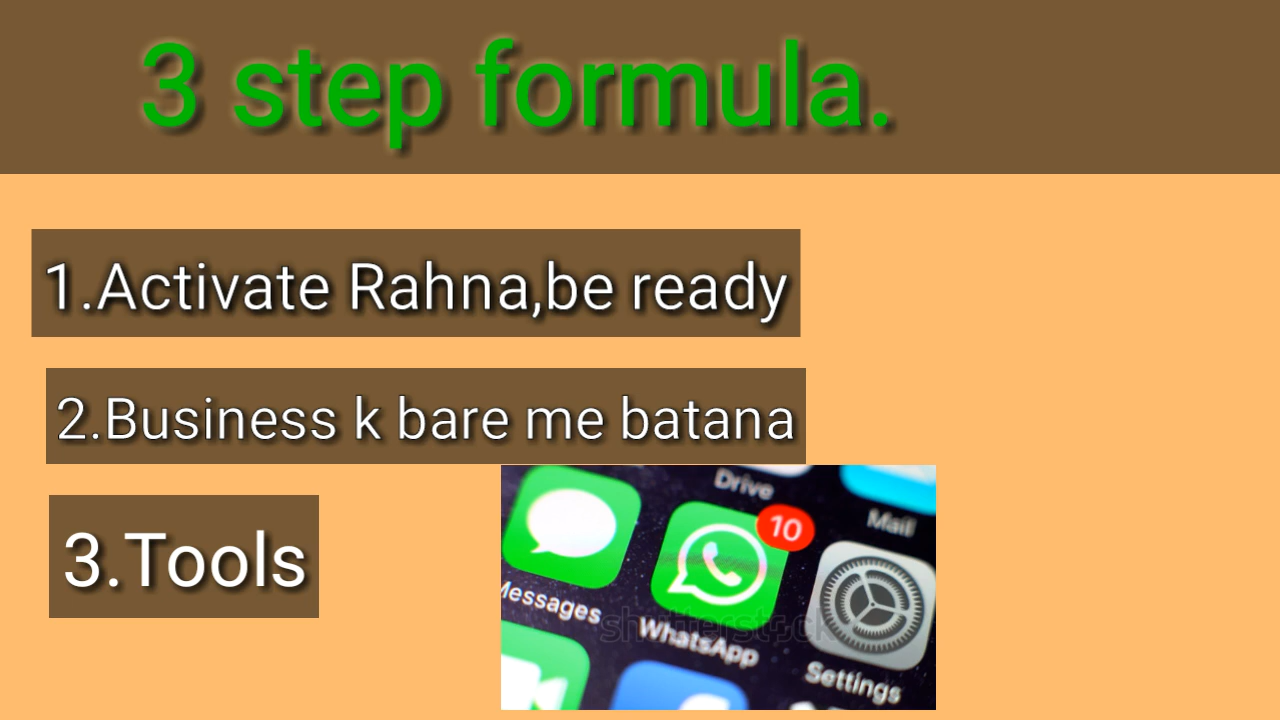 3 step formula.
1.Activate Rahna,be ready
2.Business k bare me batana
3.Tools
Drive
Mail
10
Messages
WhatsApp
shutterstock
Settings